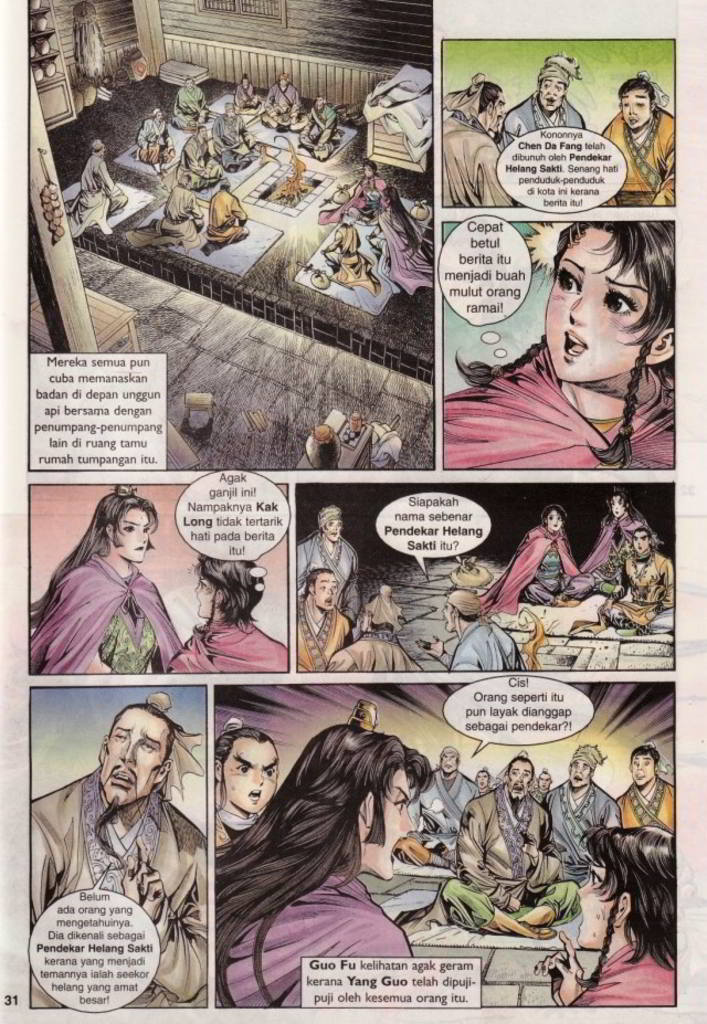 Mereka semua pun
cuba memanaskan
badan di depan unggun
api bersama dengan
penumpang-penumpang
lain di ruang tamu
rumah tumpangan itu.
Kononnya
Chen Da Fang telah
dibunuh oleh Pendekar
Helang Sakti. Senang hati
penduduk-penduduk
di kota ini kerana
berita itu!
Cepat
betul
berita itu
menjadi buah
mulut orang
ramai!
Agak
ganjil ini!
Nampaknya Kak
Long tidak tertarik
hati pada berita
itu!
Siapakah
nama sebenar
Pendekar Helang
Sakti itu?
Belum
ada orang yang
mengetahuinya.
Dia dikenali sebagai
Pendekar Helang Sakti
kerana yang menjadi
temannya ialah seekor
helang yang amat
besar!
Cis!
Orang seperti itu
pun layak dianggap
sebagai pendekar?!
Guo Fu kelihatan agak geram
kerana Yang Guo telah dipuji-
puji oleh kesemua orang itu.
31